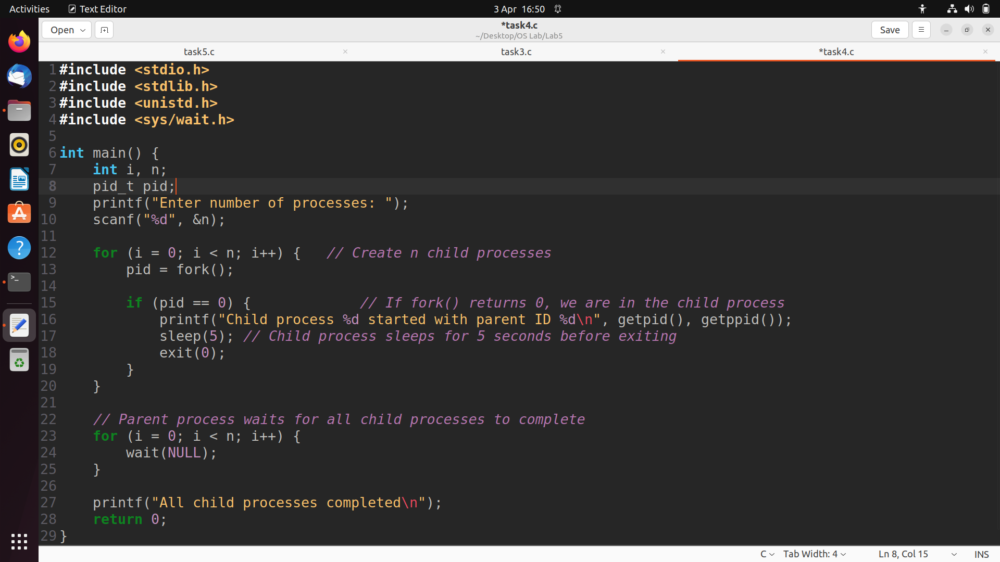 Activities Text Editor 3 Apr 16:50
Open *task4.c Save
~/Desktop/OS Lab/Lab5
task5.c task3.c *task4.c
1 #include <stdio.h>
2 #include <stdlib.h>
3 #include <unistd.h>
4 #include <sys/wait.h>
5
6 int main() {
7     int i, n;
8     pid_t pid;
9     printf("Enter number of processes: ");
10     scanf("%d", &n);
11
12     for (i = 0; i < n; i++) {   // Create n child processes
13         pid = fork();
14
15         if (pid == 0) {             // If fork() returns 0, we are in the child process
16             printf("Child process %d started with parent ID %d\n", getpid(), getppid());
17             sleep(5); // Child process sleeps for 5 seconds before exiting
18             exit(0);
19         }
20     }
21
22     // Parent process waits for all child processes to complete
23     for (i = 0; i < n; i++) {
24         wait(NULL);
25     }
26
27     printf("All child processes completed\n");
28     return 0;
29 }
C Tab Width: 4 Ln 8, Col 15 INS